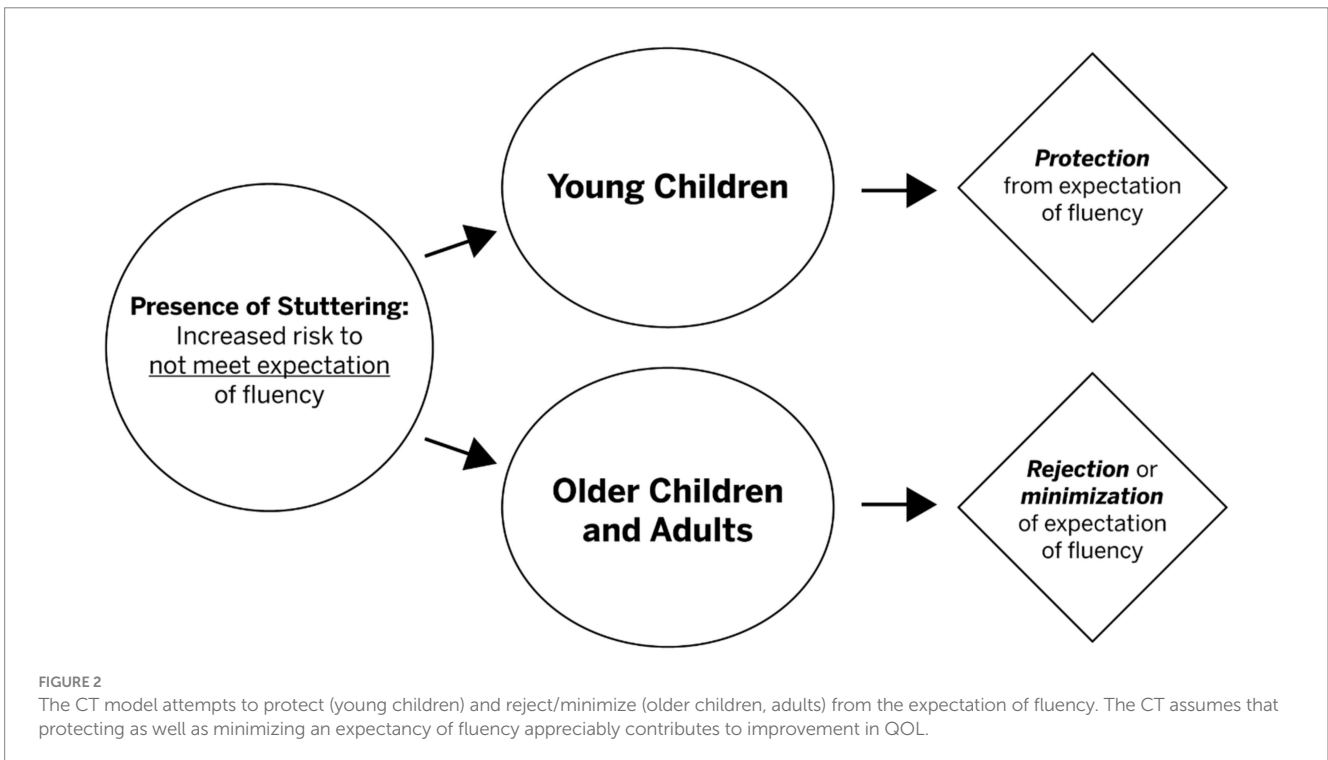 Presence of Stuttering:
Increased risk to
not meet expectation
of fluency
Young Children
Protection
from expectation
of fluency
Older Children
and Adults
Rejection or
minimization
of expectation
of fluency
FIGURE 2
The CT model attempts to protect (young children) and reject/minimize (older children, adults) from the expectation of fluency. The CT assumes that
protecting as well as minimizing an expectancy of fluency appreciably contributes to improvement in QOL.